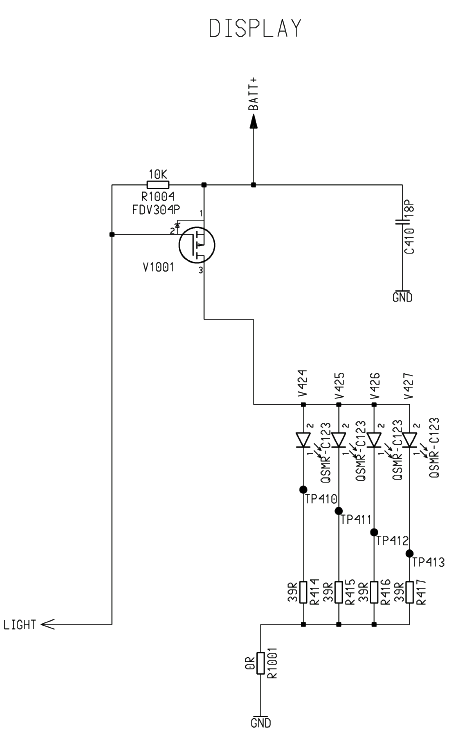 DISPLAY
BATT+
10K
R1004
FDV304P
1
2
V1001
3
18P
C410
GND
V424
V425
V426
V427
2
2
2
2
1
1
1
1
QSMR-C123
QSMR-C123
QSMR-C123
QSMR-C123
TP410
TP411
TP412
TP413
39R
R414
39R
R415
39R
R416
39R
R417
LIGHT
0R
R1001
GND